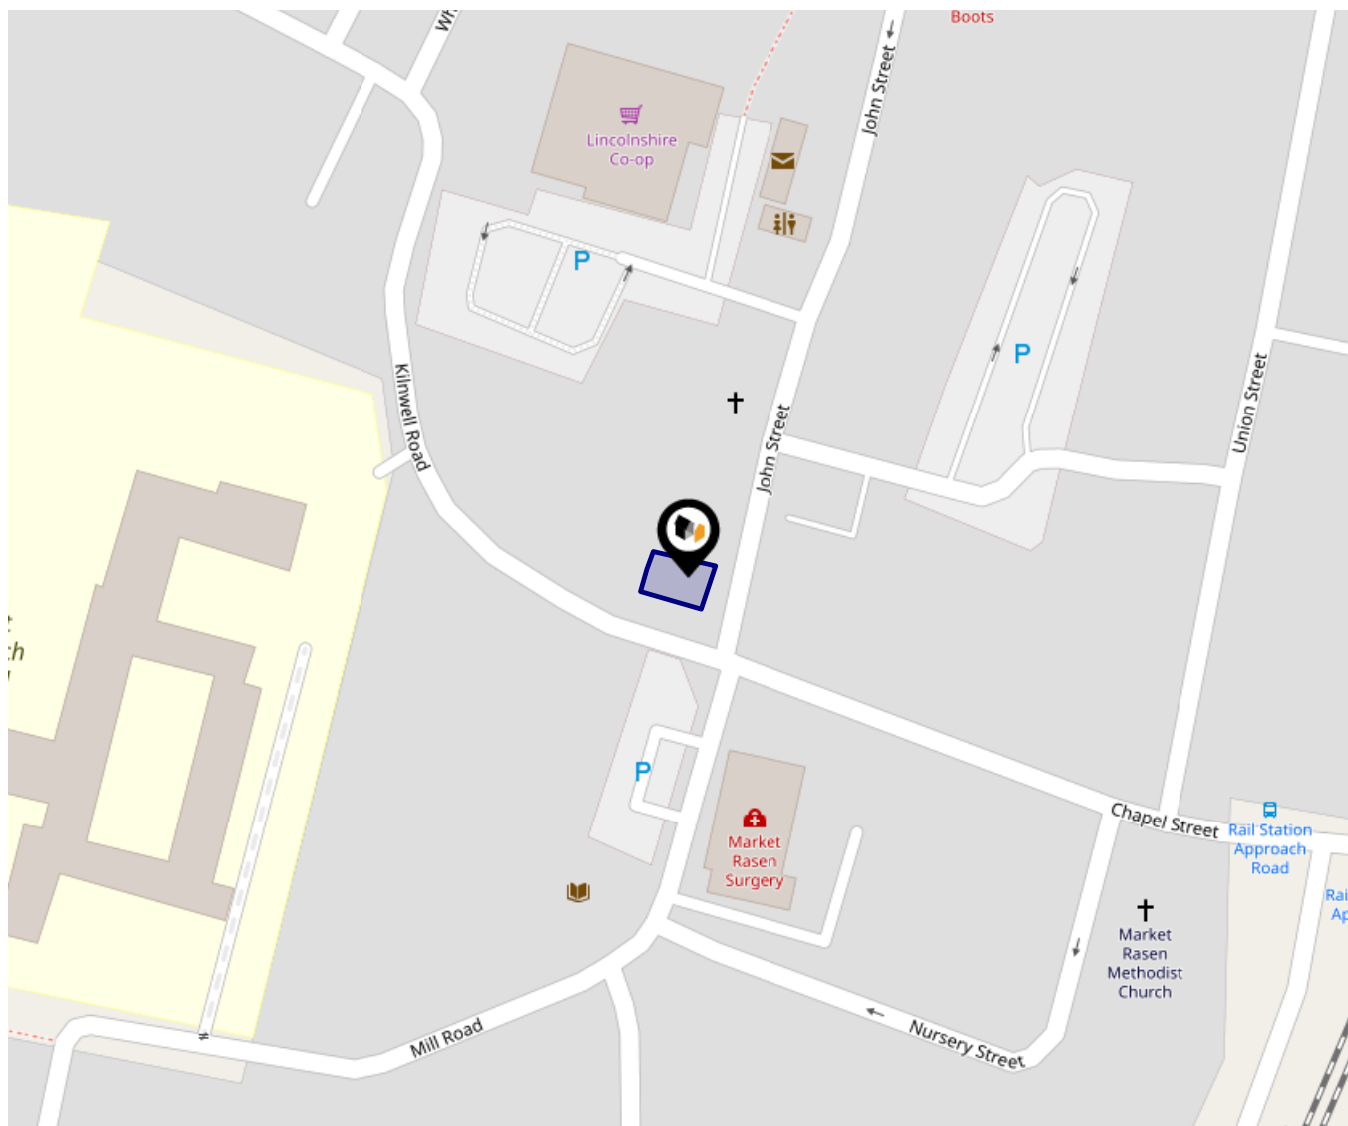 Boots
John Street
Lincolnshire
Co-op
P
P
Kilnwell Road
John Street
Union Street
P
Market
Rasen
Surgery
Chapel Street
Rail Station
Approach
Road
Market
Rasen
Methodist
Church
Mill Road
Nursery Street